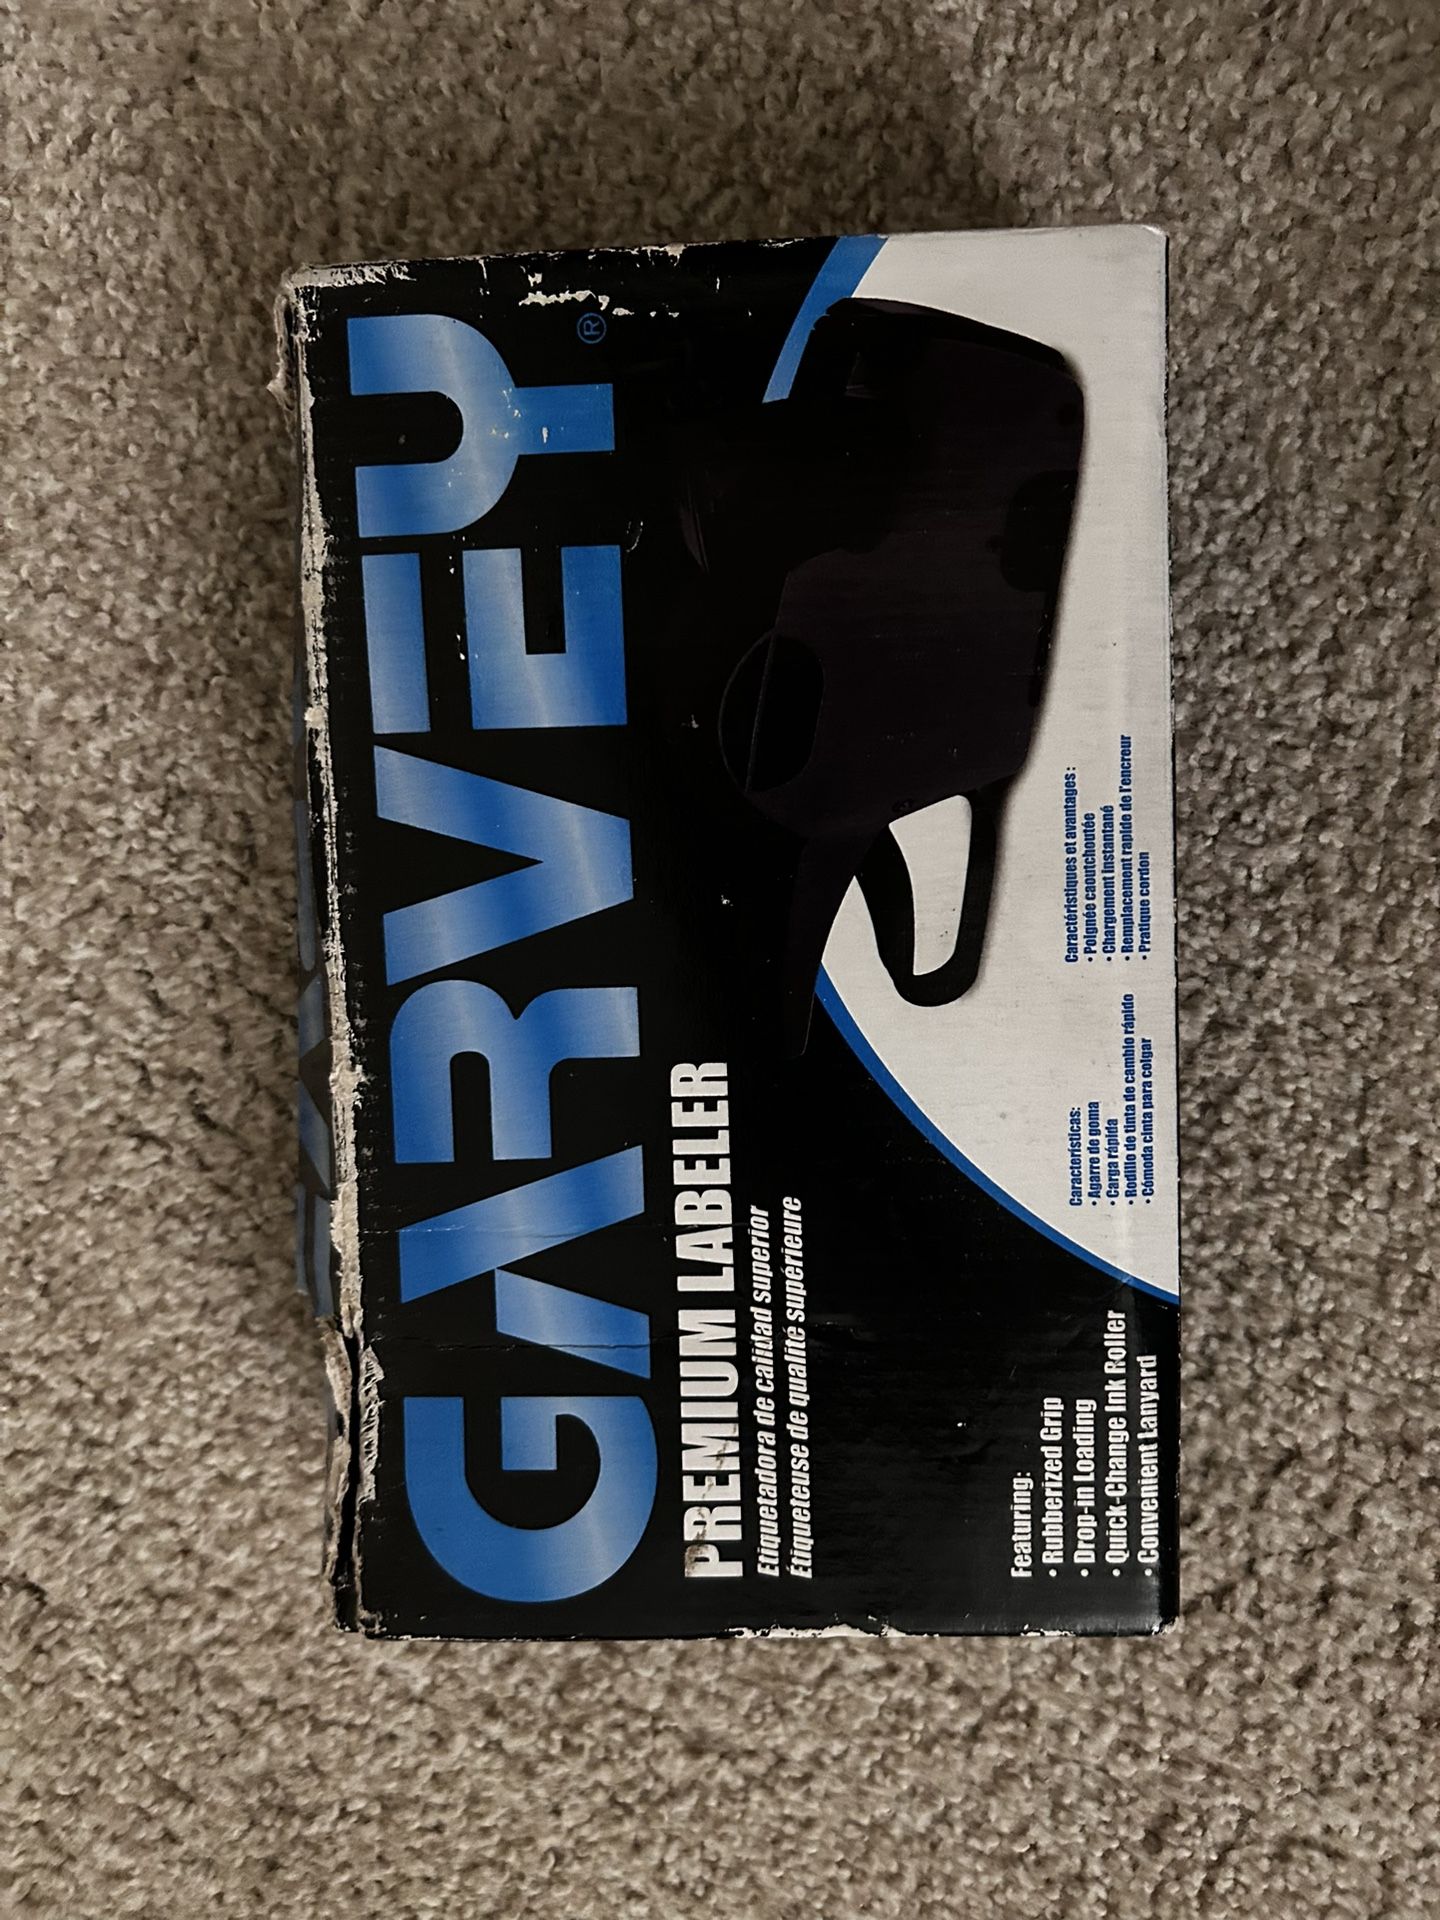 GARVEY®
PREMIUM LABELER
Etiquetadora de calidad superior
Étiqueteuse de qualité supérieure
Featuring:
• Rubberized Grip
• Drop-in Loading
• Quick-Change Ink Roller
• Convenient Lanyard
Caracteristicas:
• Agarre de goma
• Carga rápida
• Rodillo de tinta de cambio rápido
• Cómoda cinta para colgar
Caractéristiques et avantages :
• Poignée caoutchoutée
• Chargement instantané
• Remplacement rapide de l'encreur
• Pratique cordon